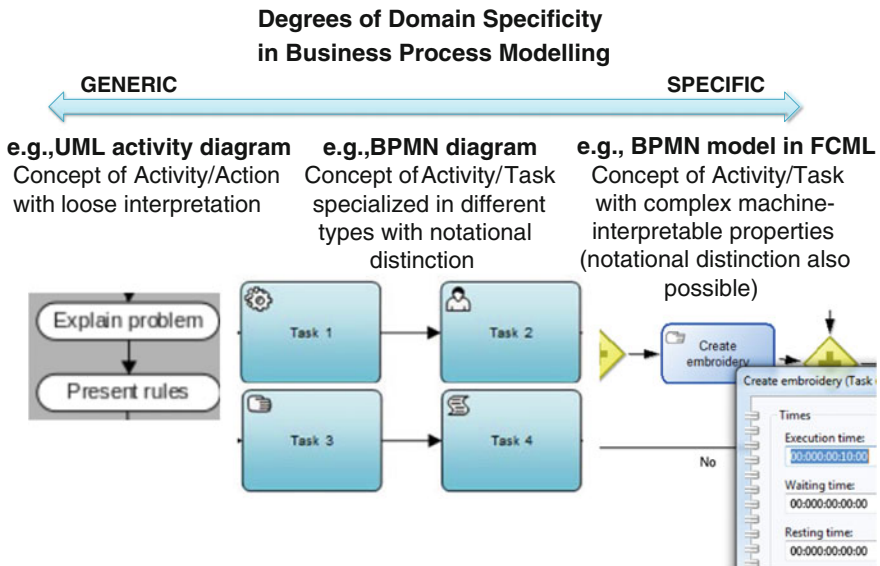 Degrees of Domain Specificity
in Business Process Modelling
GENERIC
SPECIFIC
e.g.,UML activity diagram
Concept of Activity/Action
with loose interpretation
e.g.,BPMN diagram
Concept of Activity/Task
specialized in different
types with notational
distinction
e.g., BPMN model in FCML
Concept of Activity/Task
with complex machine-
interpretable properties
(notational distinction also
possible)
Explain problem
Present rules
Task 1
Task 2
Task 3
Task 4
Create
embroidery
No
Create embroidery (Task
Times
Execution time:
00:000:00:10:00
Waiting time:
00:000:00:00:00
Resting time:
00:000:00:00:00